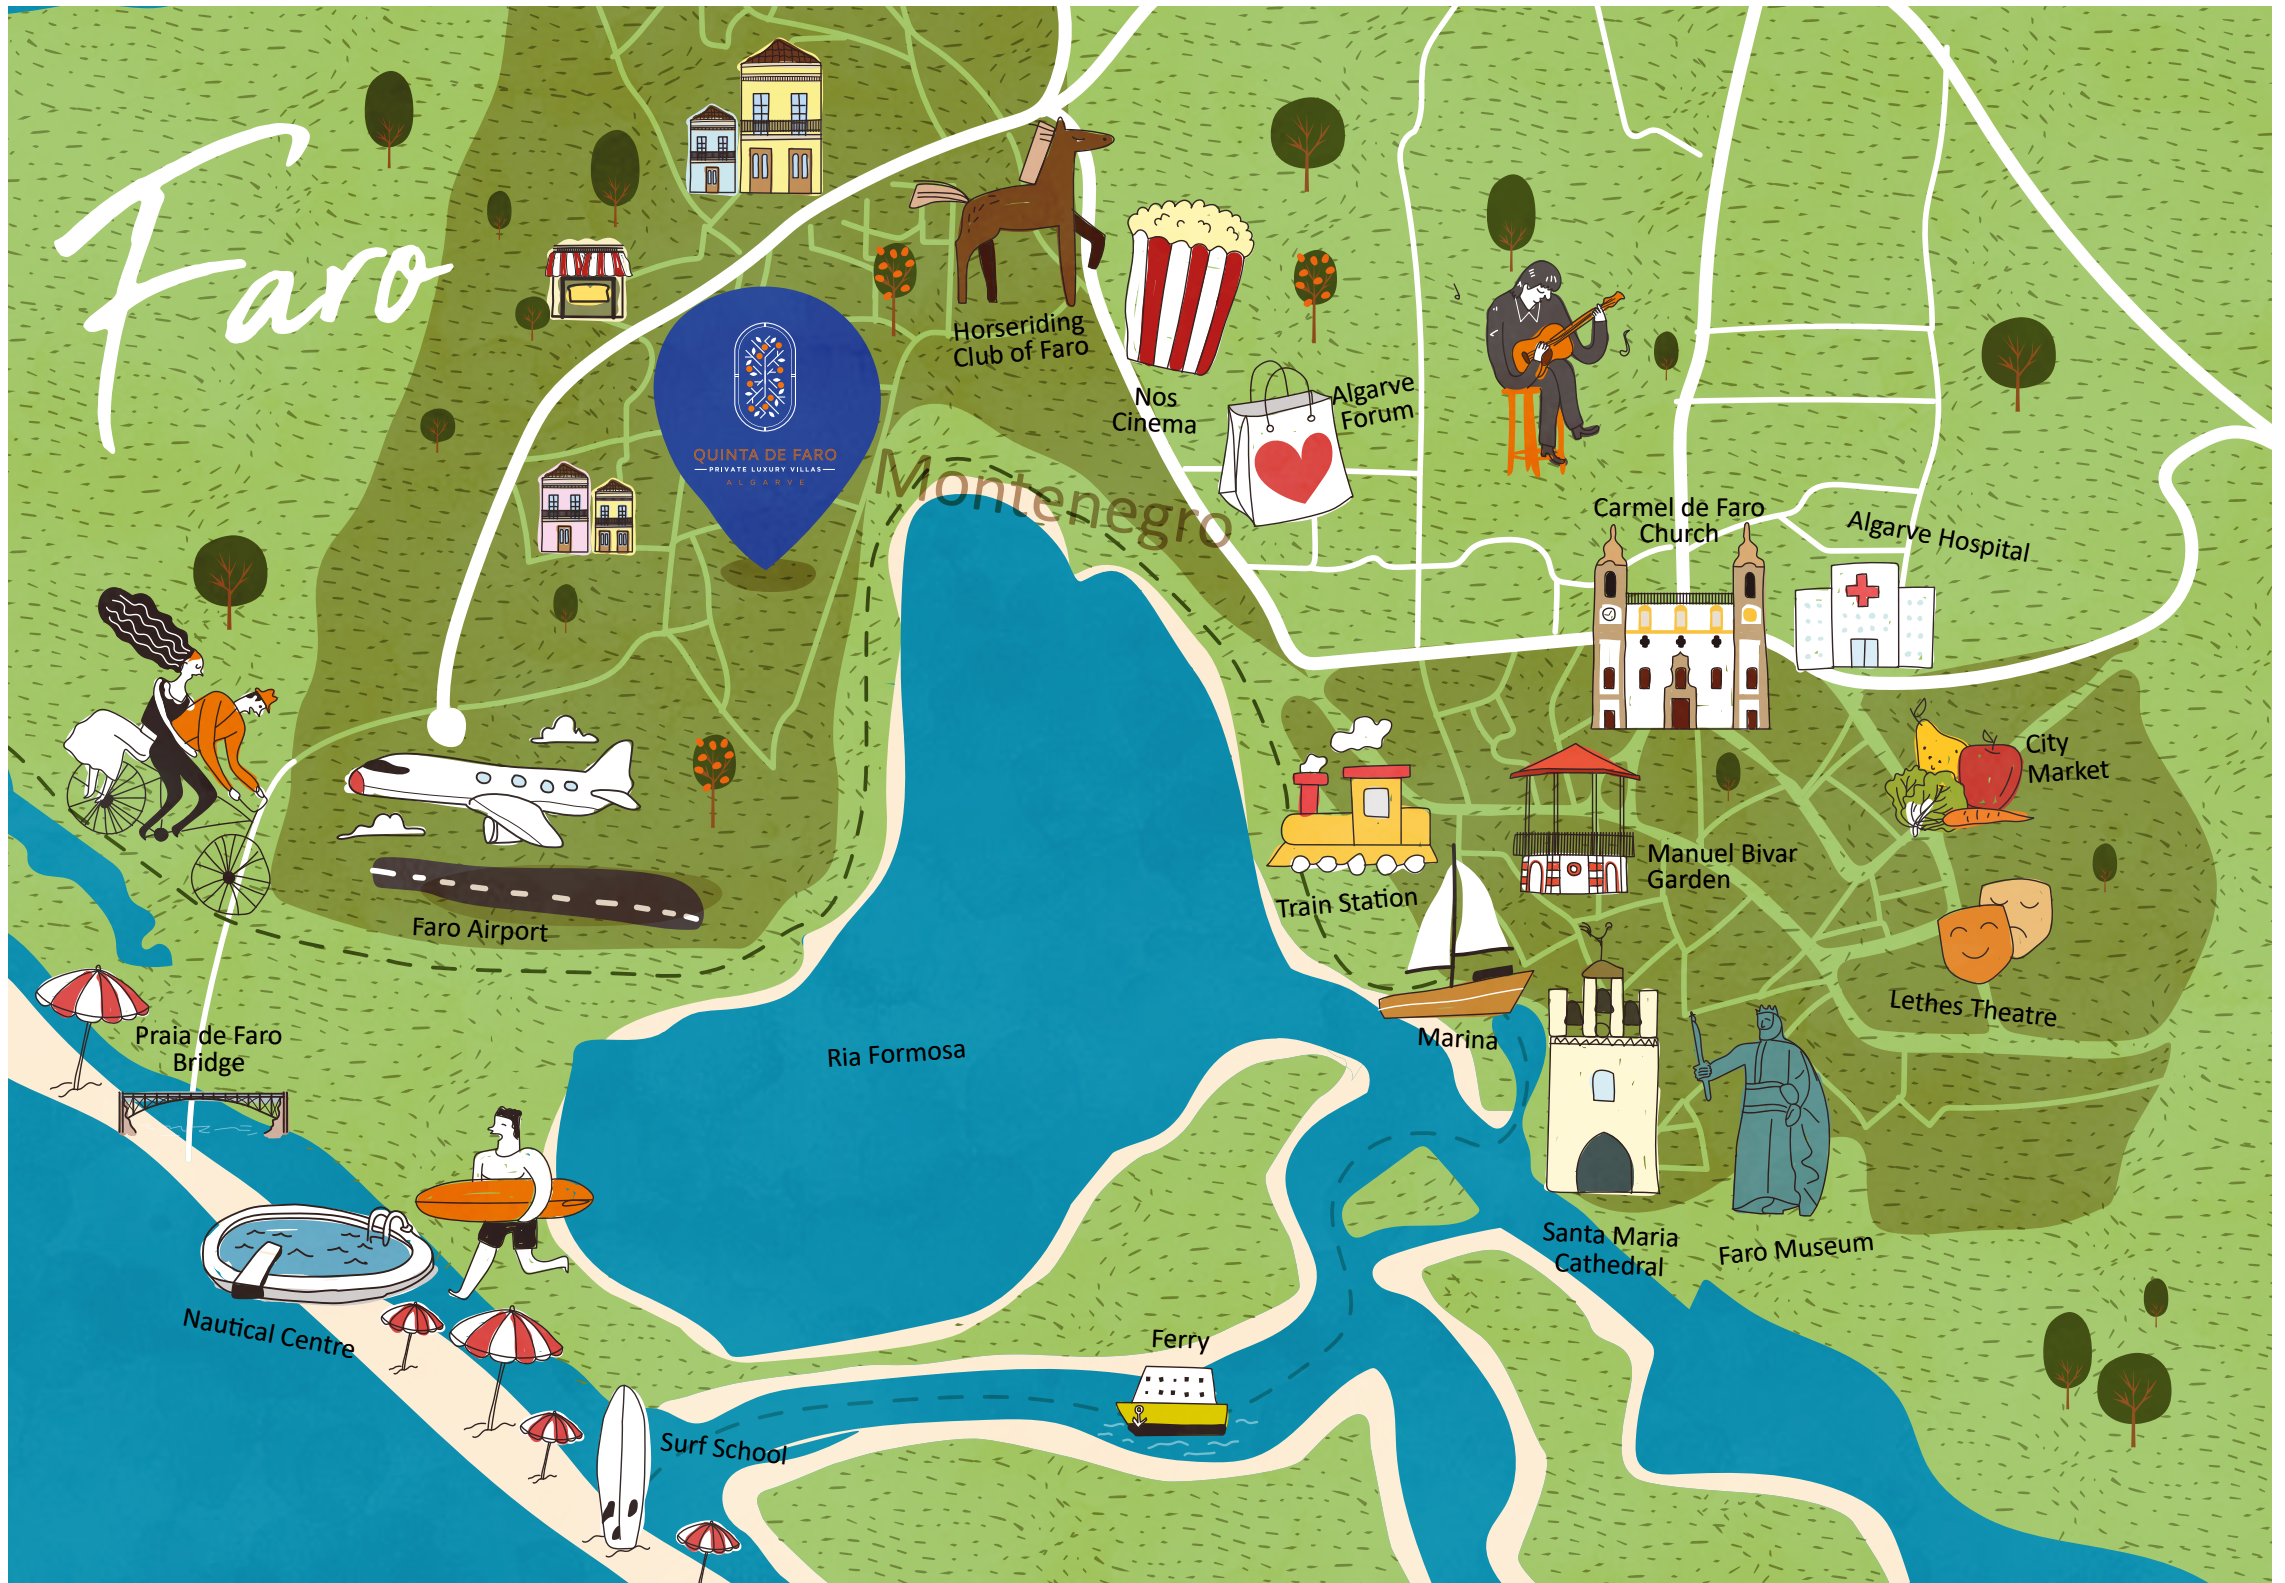 Faro
QUINTA DE FARO
PRIVATE LUXURY VILLAS
ALGARVE
Horseriding
Club of Faro
Nos
Cinema
Algarve
Forum
Montenegro
Carmel de Faro
Church
Algarve Hospital
City
Market
Manuel Bivar
Garden
Train Station
Faro Airport
Lethes Theatre
Marina
Praia de Faro
Bridge
Ria Formosa
Santa Maria
Cathedral
Faro Museum
Nautical Centre
Ferry
Surf School